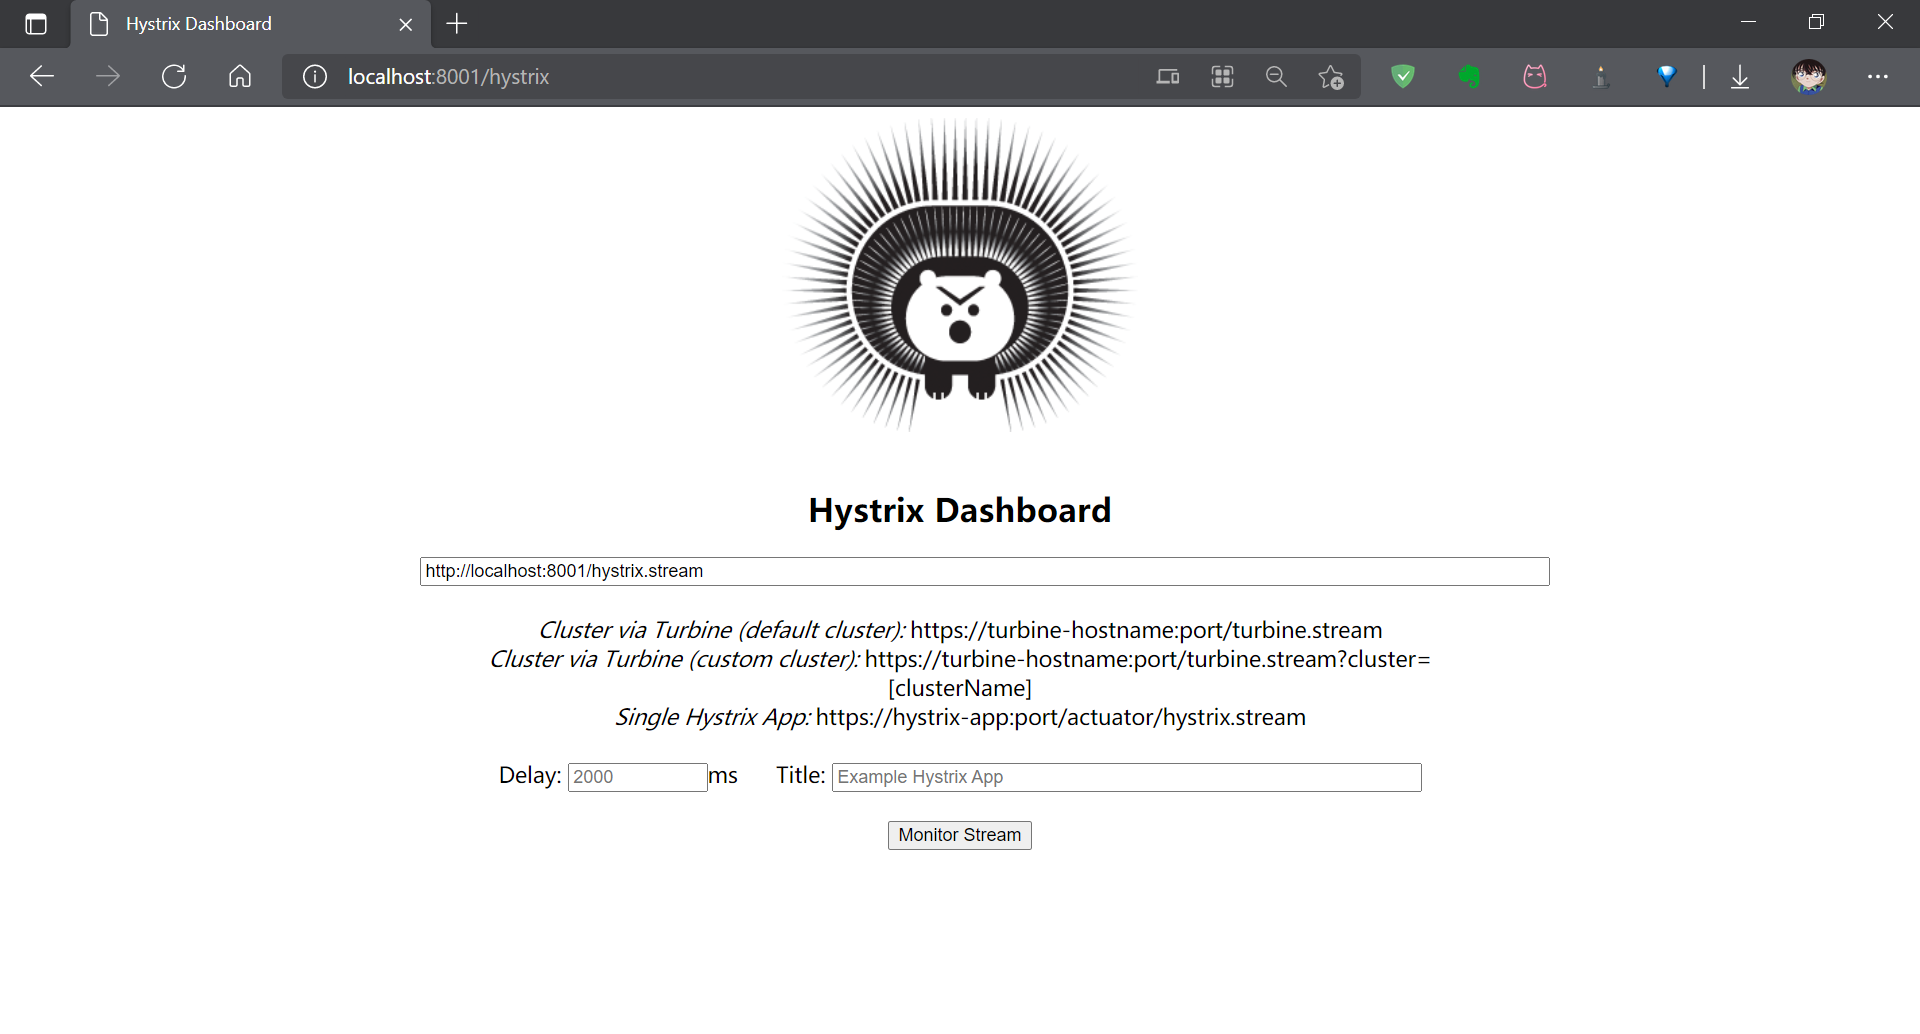 Hystrix Dashboard
localhost:8001/hystrix
Hystrix Dashboard
http://localhost:8001/hystrix.stream
Cluster via Turbine (default cluster): https://turbine-hostname:port/turbine.stream
Cluster via Turbine (custom cluster): https://turbine-hostname:port/turbine.stream?cluster=
[clusterName]
Single Hystrix App: https://hystrix-app:port/actuator/hystrix.stream
Delay: 2000 ms Title: Example Hystrix App
Monitor Stream